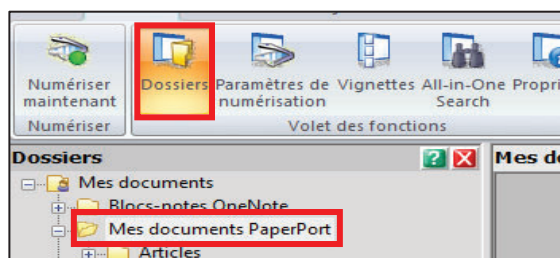 Numériser
maintenant
Dossiers
Paramètres de
numérisation
Vignettes
All-in-One
Search
Numériser
Volet des fonctions
Dossiers
Mes documents
Blocs-notes OneNote
Mes documents PaperPort
Articles